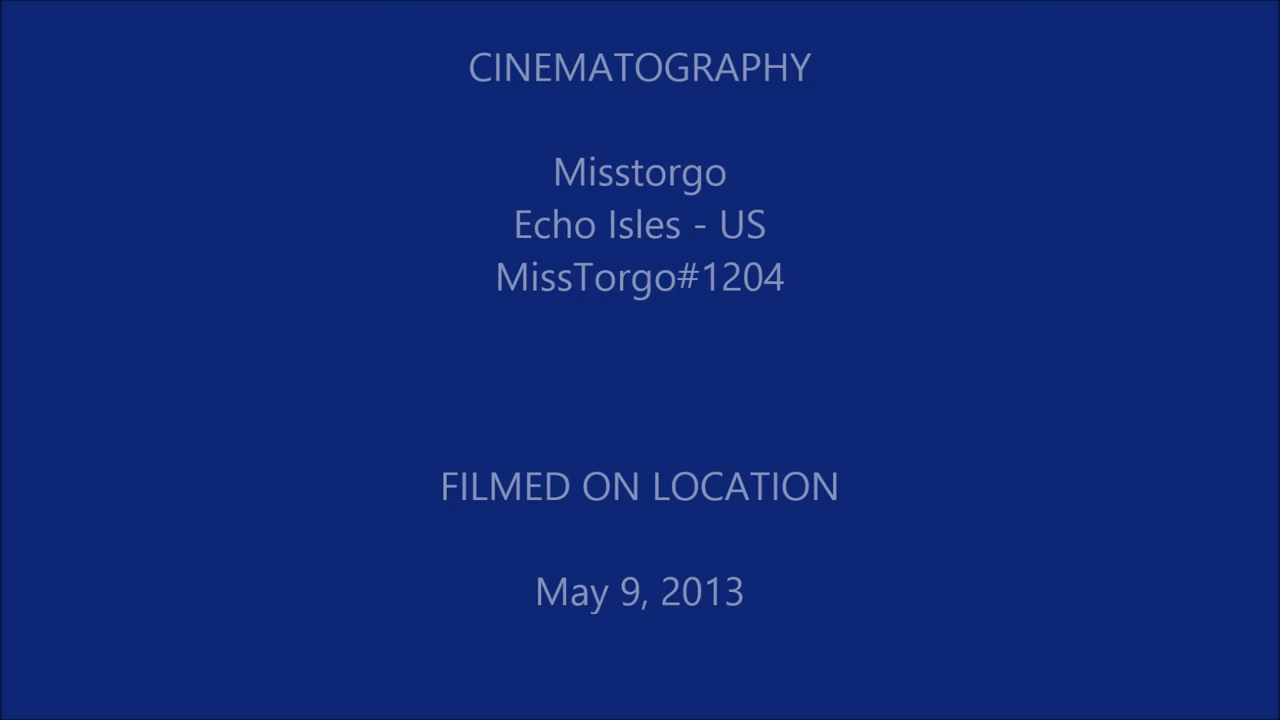 CINEMATOGRAPHY
Misstorgo
Echo Isles - US
MissTorgo#1204
FILMED ON LOCATION
May 9, 2013